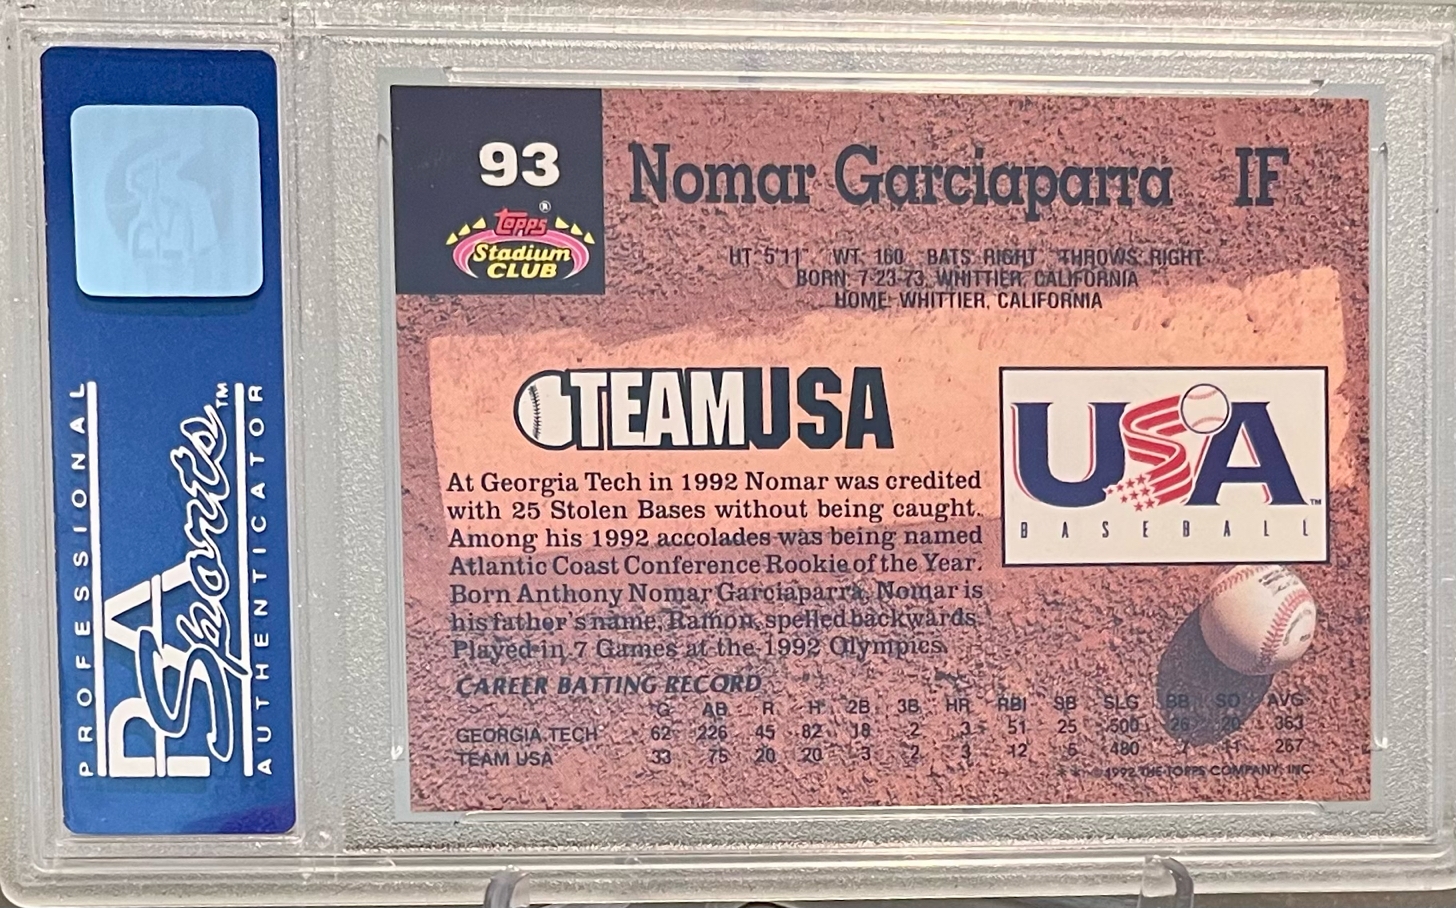 PROFESSIONAL
PSA
Sports™
AUTHENTICATOR
93
Topps®
Stadium
CLUB
Nomar Garciaparra IF
HT: 5'11" WT: 160 BATS: RIGHT THROWS: RIGHT
BORN: 7-23-73, WHITTIER, CALIFORNIA
HOME: WHITTIER, CALIFORNIA
TEAM USA
USA™
BASEBALL
At Georgia Tech in 1992 Nomar was credited
with 25 Stolen Bases without being caught.
Among his 1992 accolades was being named
Atlantic Coast Conference Rookie of the Year.
Born Anthony Nomar Garciaparra, Nomar is
his father's name, Ramon, spelled backwards.
Played in 7 Games at the 1992 Olympics.
CAREER BATTING RECORD
G AB R H 2B 3B HR RBI SB SLG BB SO AVG
GEORGIA TECH 62 226 45 82 18 2 3 51 25 .500 26 20 .363
TEAM USA 33 75 20 20 3 2 3 12 5 .480 11 .267
** ©1992 THE TOPPS COMPANY, INC.